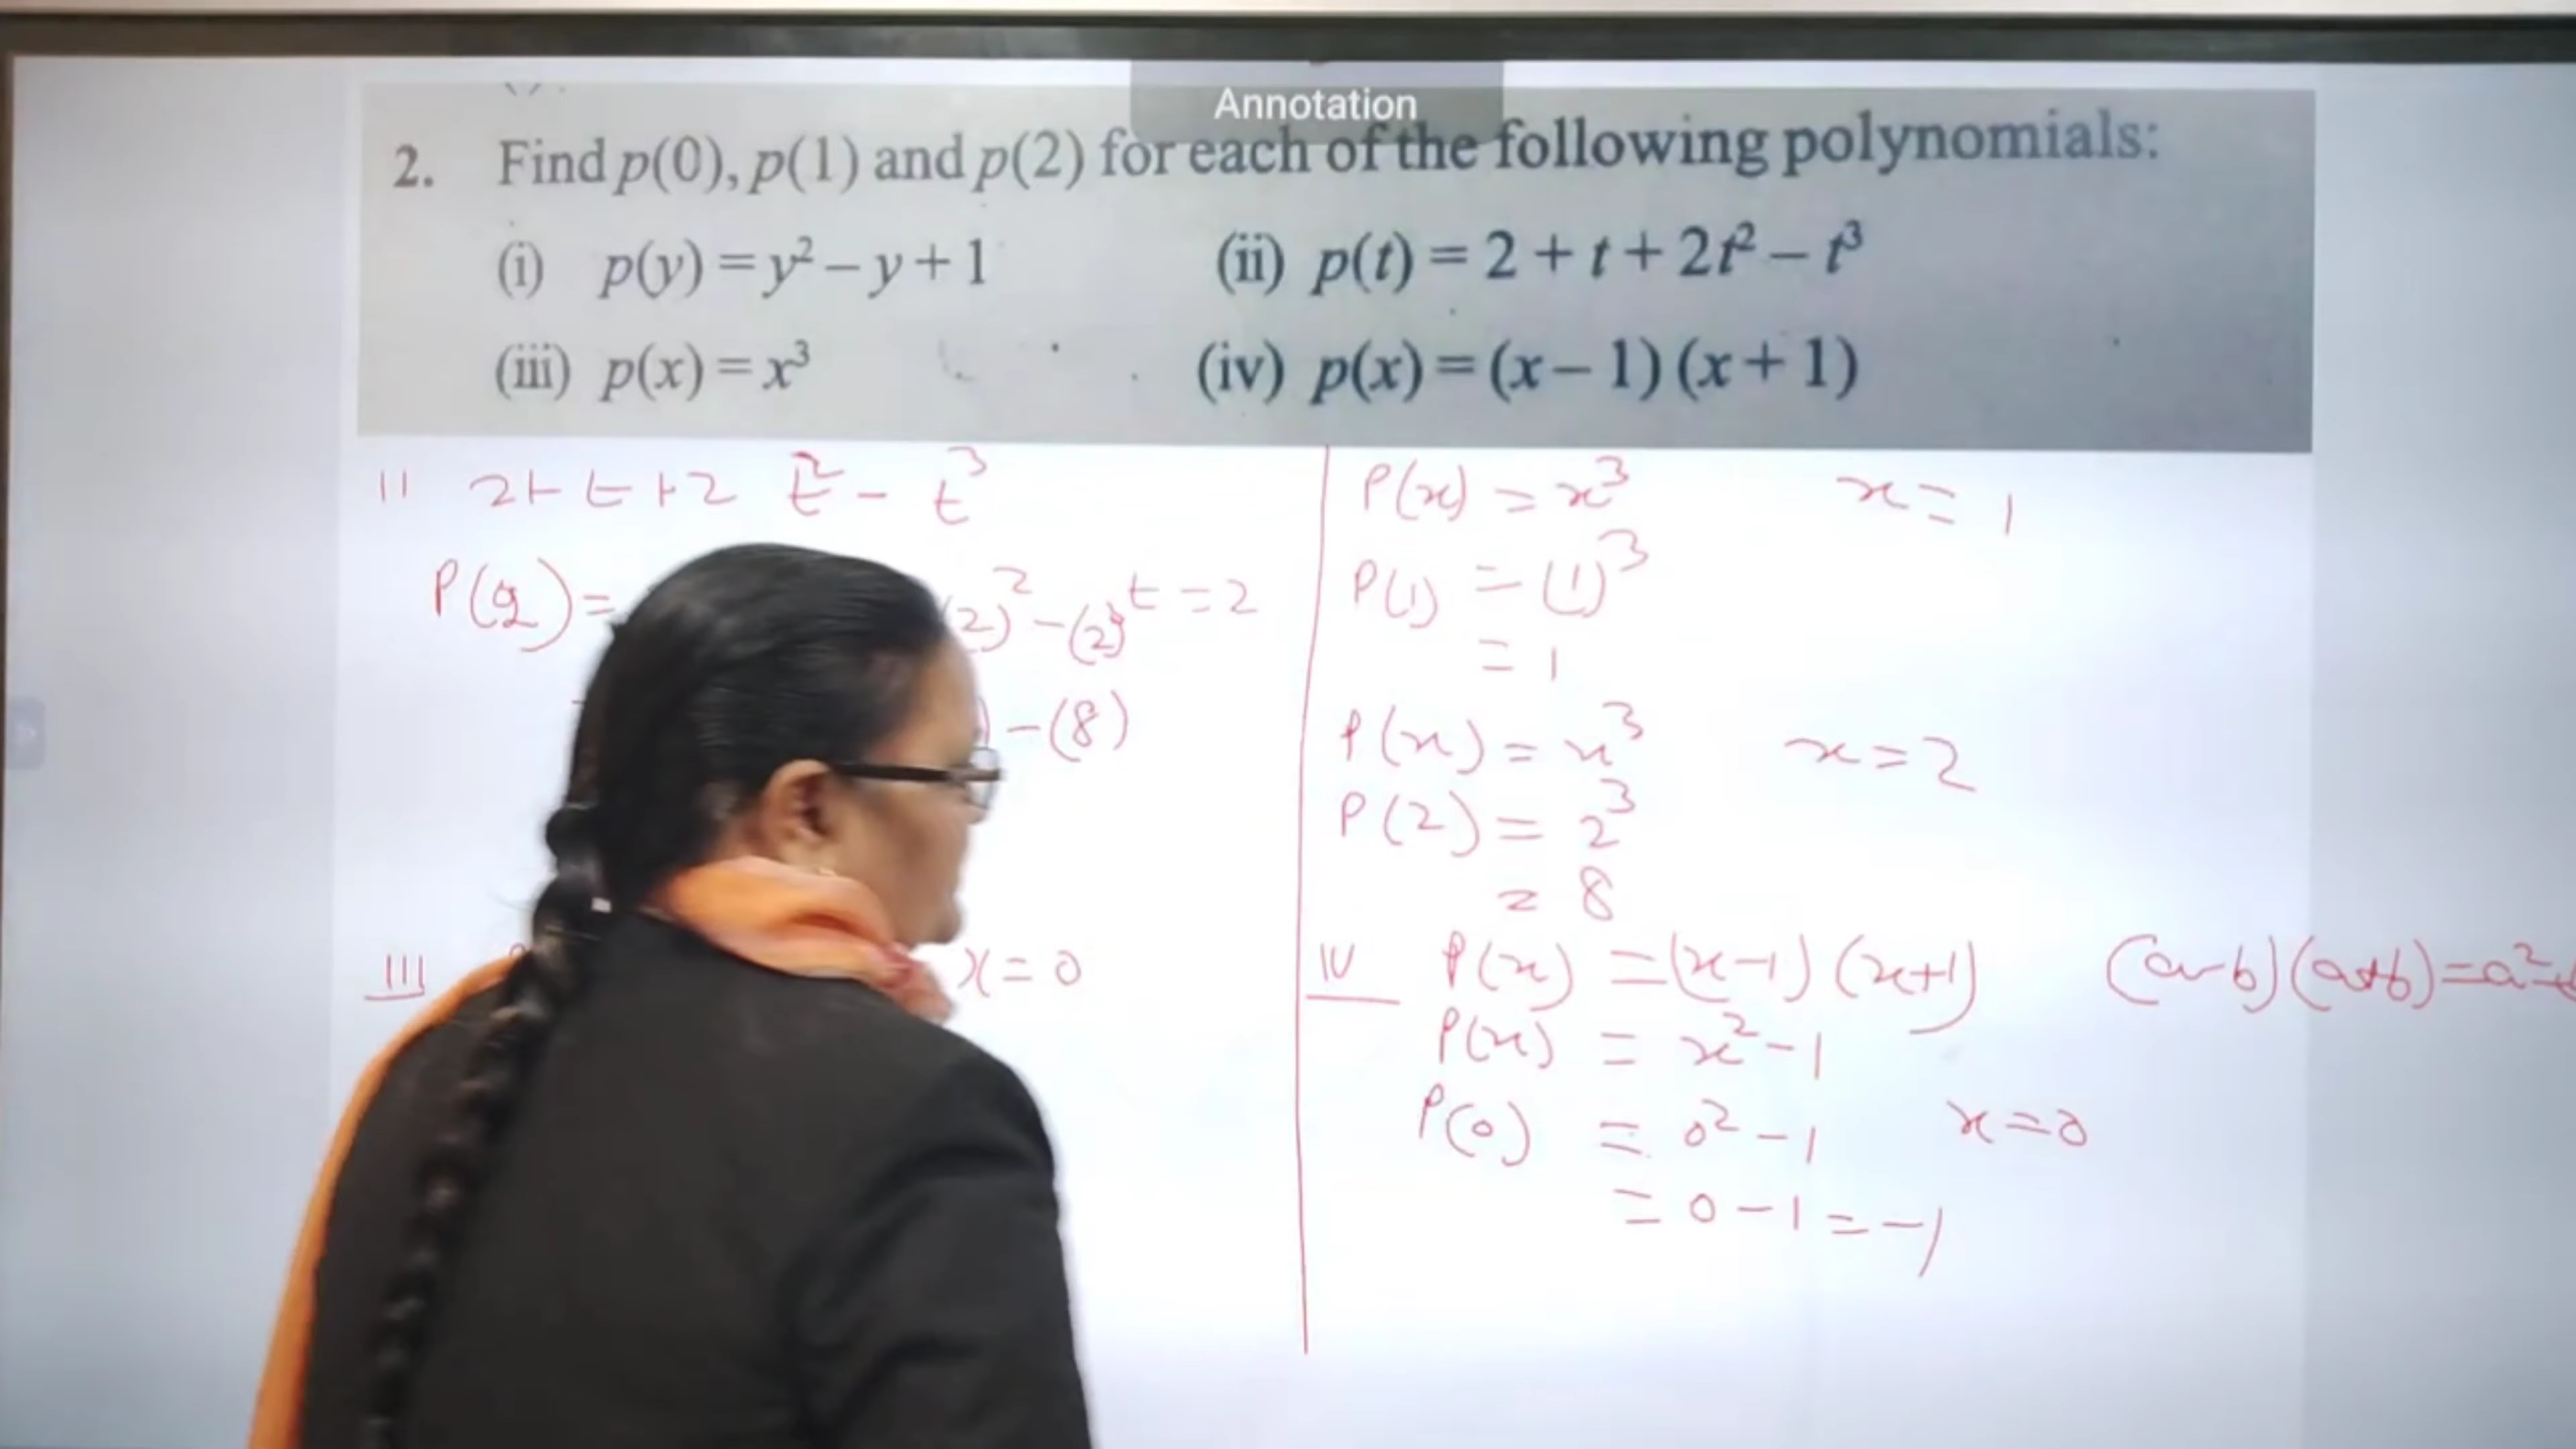 Annotation
2. Find p(0), p(1) and p(2) for each of the following polynomials:
(i) p(y) = y² – y + 1 (ii) p(t) = 2 + t + 2t² – t³
(iii) p(x) = x³ (iv) p(x) = (x – 1) (x + 1)
II 2+ t +2 t² - t³
P(2) = (2)² - (2)³ t = 2
) - (8)
III x = 0
P(x) = x³ x = 1
P(1) = (1)³
= 1
P(x) = x³ x = 2
P(2) = 2³
= 8
IV P(x) = (x-1) (x+1) (a-b)(a+b) = a²-
P(x) = x² - 1
P(0) = 0² - 1 x = 0
= 0 - 1 = -1